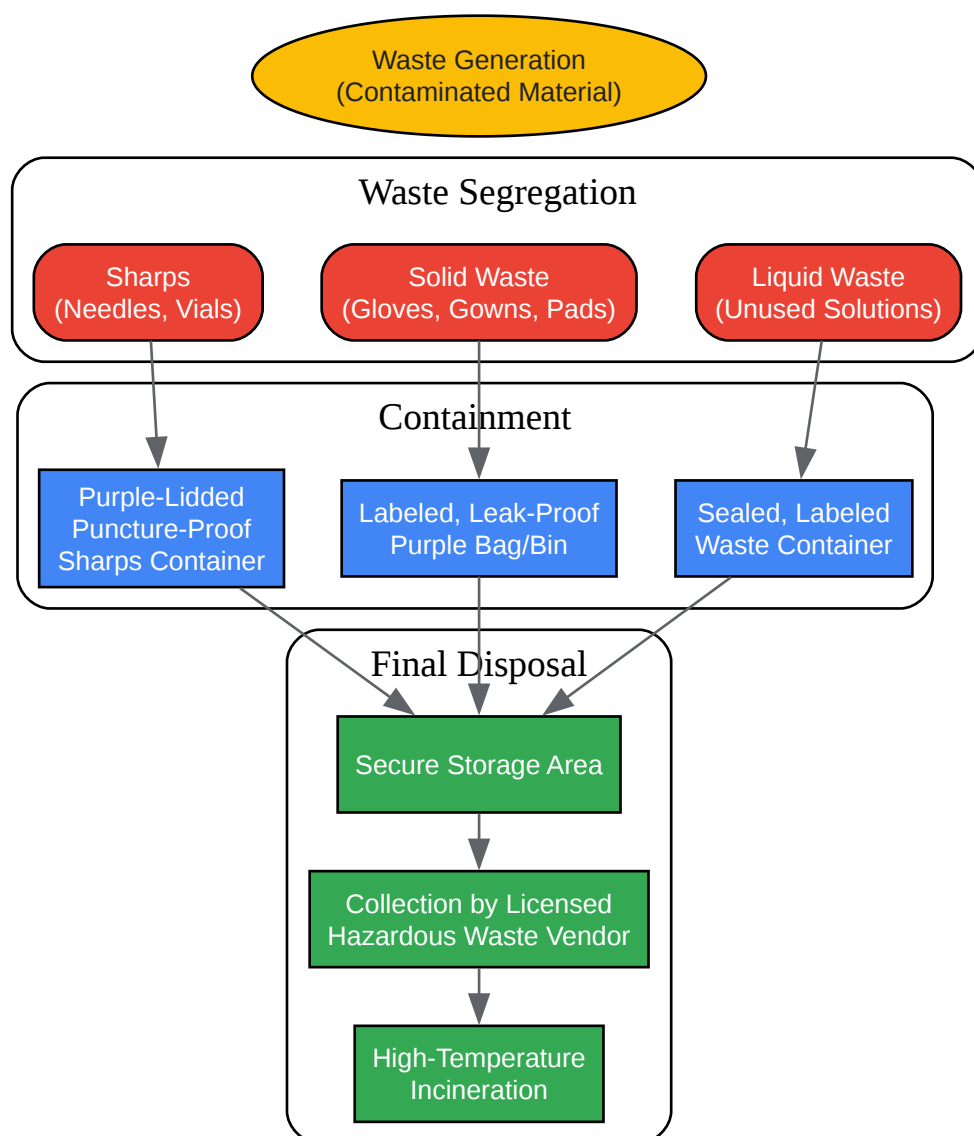 Waste Generation
(Contaminated Material)
Waste Segregation
Sharps
(Needles, Vials)
Solid Waste
(Gloves, Gowns, Pads)
Liquid Waste
(Unused Solutions)
Containment
Purple-Lidded
Puncture-Proof
Sharps Container
Labeled, Leak-Proof
Purple Bag/Bin
Sealed, Labeled
Waste Container
Final Disposal
Secure Storage Area
Collection by Licensed
Hazardous Waste Vendor
High-Temperature
Incineration